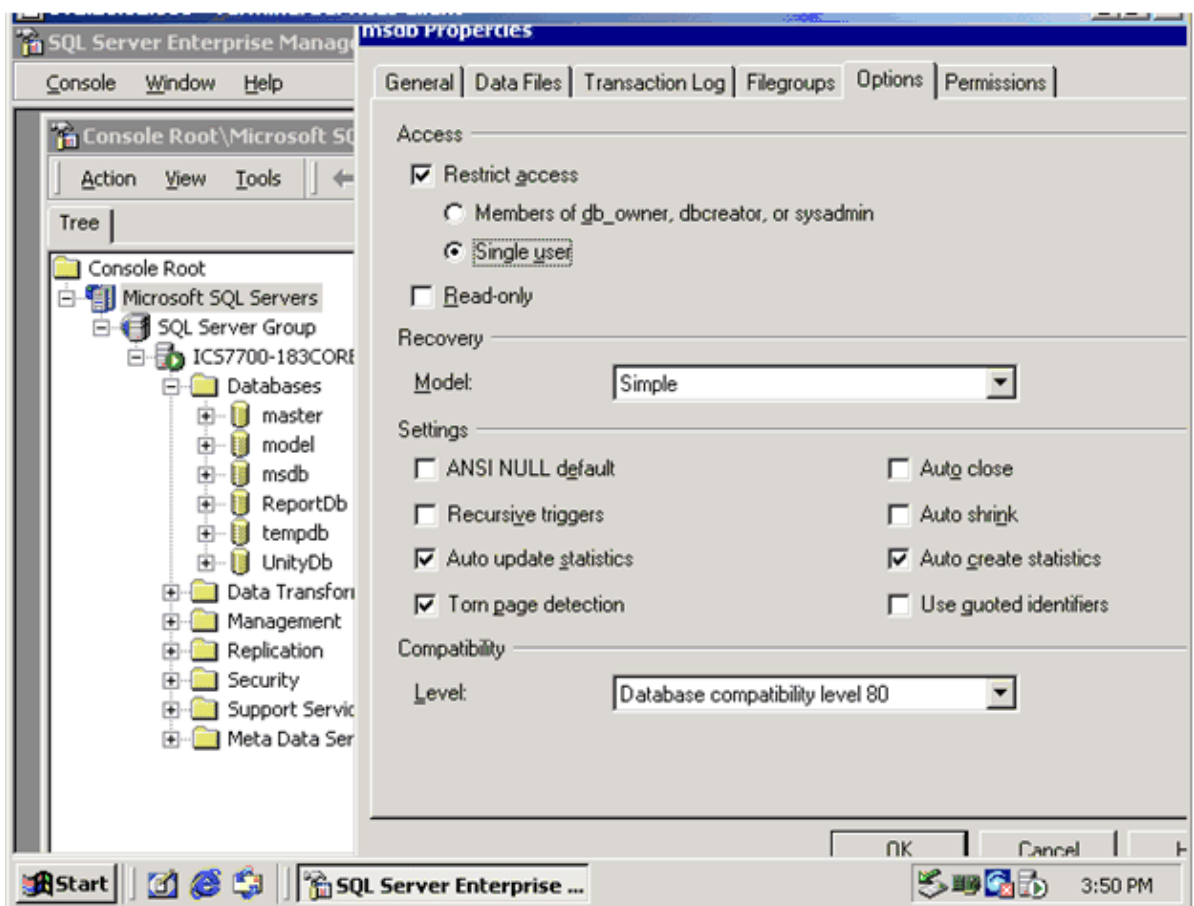 SQL Server Enterprise Manag
Console Window Help
Console Root\Microsoft SQ
Action View Tools
Tree
Console Root
Microsoft SQL Servers
SQL Server Group
ICS7700-183CORE
Databases
master
model
msdb
ReportDb
tempdb
UnityDb
Data Transfor
Management
Replication
Security
Support Servic
Meta Data Ser
msdb Properties
General Data Files Transaction Log Filegroups Options Permissions
Access
Restrict access
Members of db_owner, dbcreator, or sysadmin
Single user
Read-only
Recovery
Model: Simple
Settings
ANSI NULL default Auto close
Recursive triggers Auto shrink
Auto update statistics Auto create statistics
Torn page detection Use quoted identifiers
Compatibility
Level: Database compatibility level 80
OK Cancel H
Start SQL Server Enterprise ... 3:50 PM